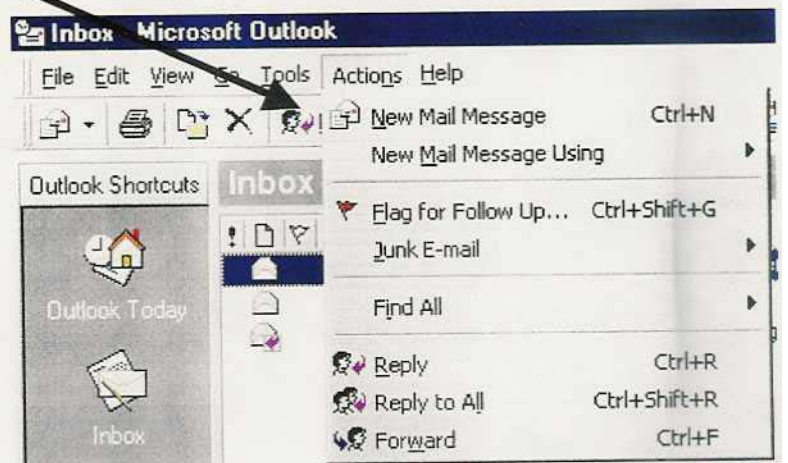 Inbox Microsoft Outlook
File Edit View Go Tools Actions Help
New Mail Message Ctrl+N
New Mail Message Using
Outlook Shortcuts
Inbox
Flag for Follow Up... Ctrl+Shift+G
Junk E-mail
Outlook Today
Find All
Reply Ctrl+R
Reply to All Ctrl+Shift+R
Inbox
Forward Ctrl+F